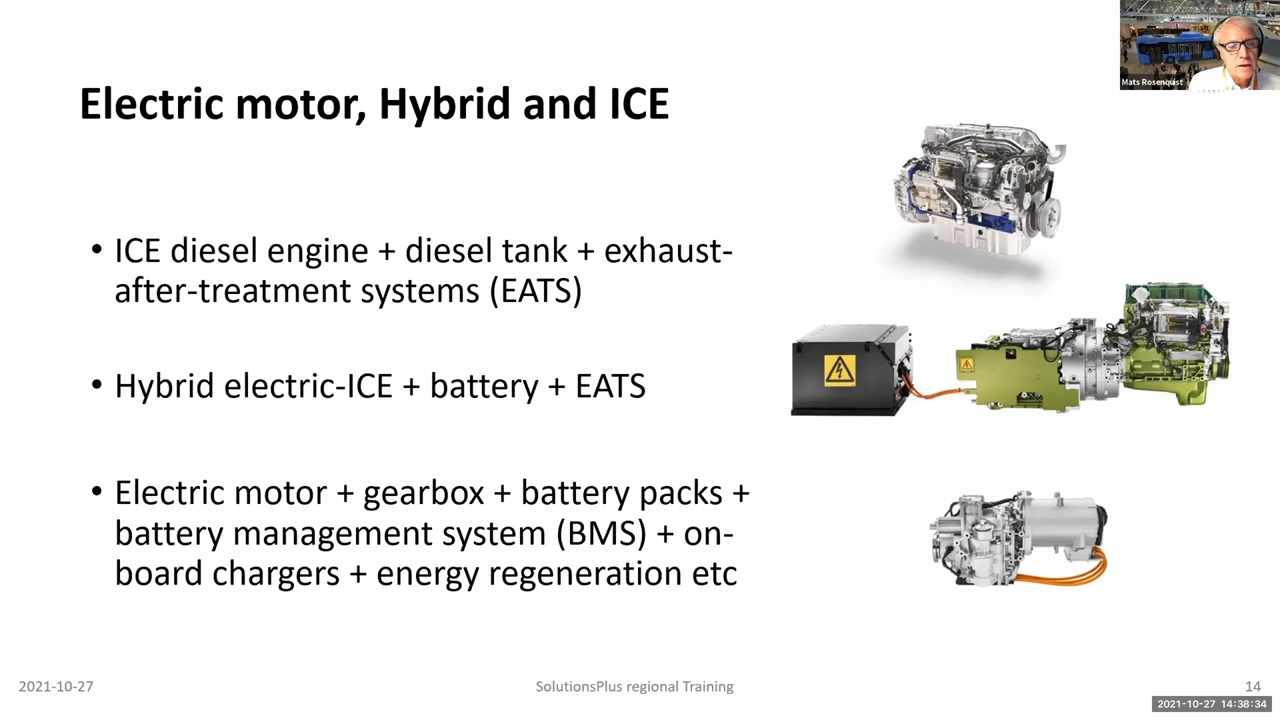 Mats Rosenquist
Electric motor, Hybrid and ICE
• ICE diesel engine + diesel tank + exhaust-
after-treatment systems (EATS)
• Hybrid electric-ICE + battery + EATS
• Electric motor + gearbox + battery packs +
battery management system (BMS) + on-
board chargers + energy regeneration etc
2021-10-27
SolutionsPlus regional Training
14
2021-10-27 14:38:34